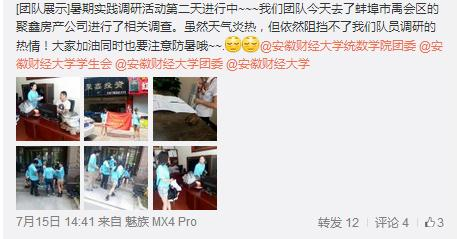 [团队展示]暑期实践调研活动第二天进行中~~~我们团队今天去了蚌埠市禹会区的
聚鑫房产公司进行了相关调查。虽然天气炎热，但依然阻挡不了我们队员调研的
热情！大家加油同时也要注意防暑哦~~ @安徽财经大学统数学院团委 @安徽
财经大学学生会 @安徽财经大学团委 @安徽财经大学
聚鑫投资
7月15日 14:41 来自 魅族 MX4 Pro
转发 12 评论 4 3